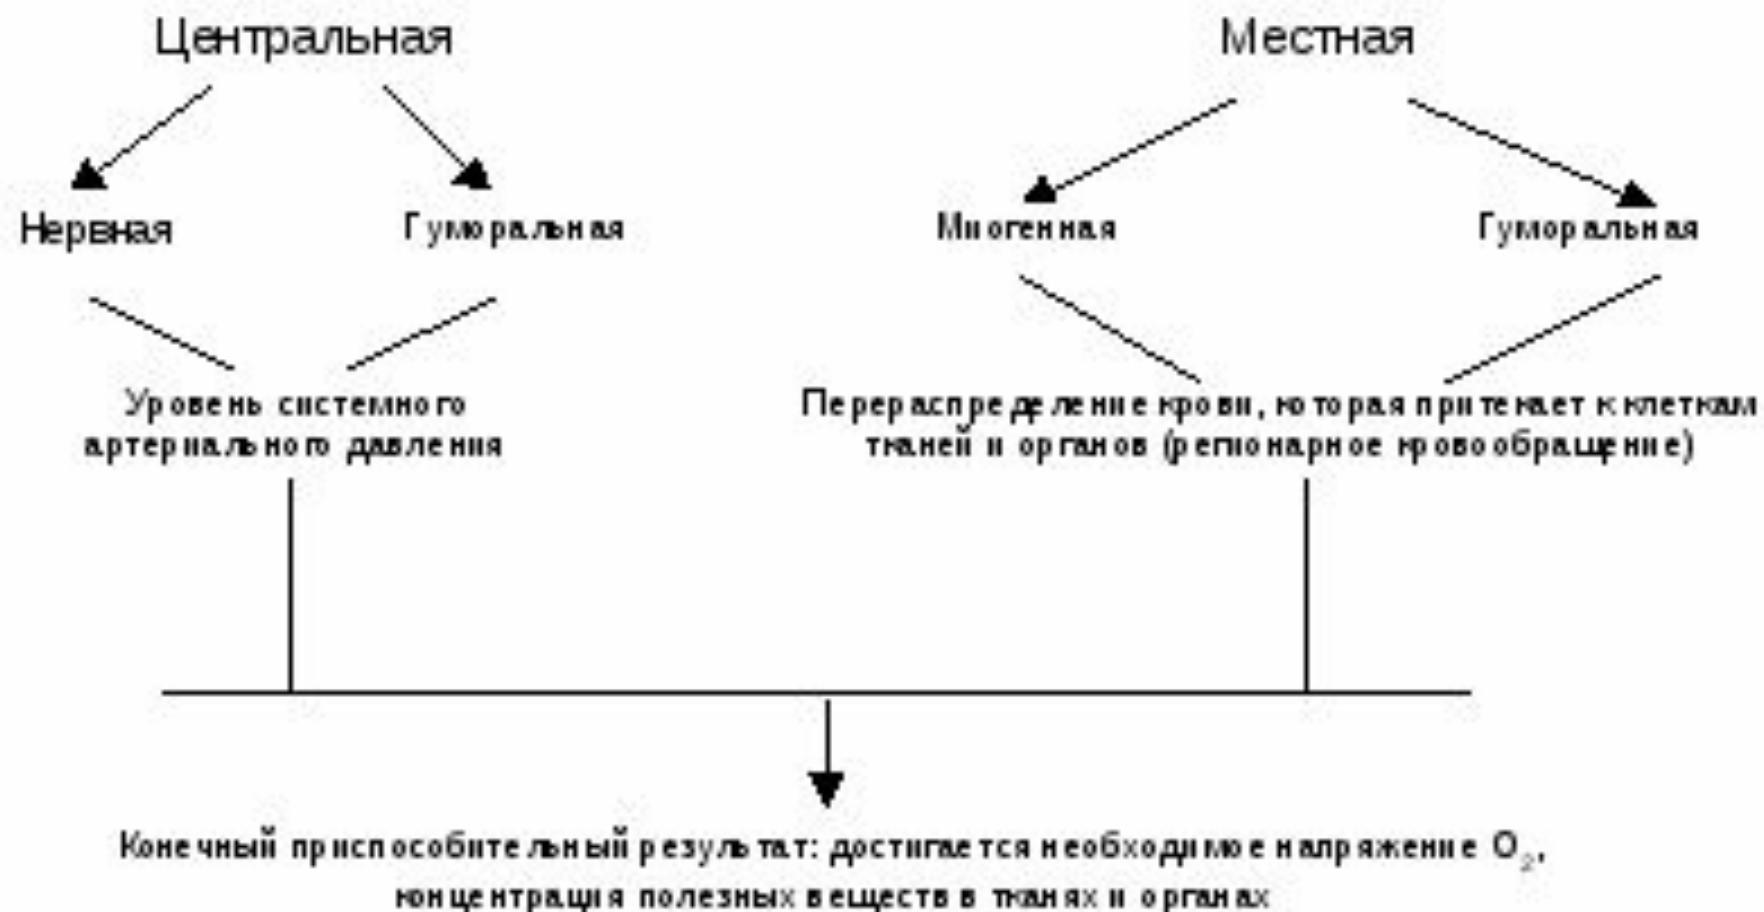 Центральная
Местная
Нервная
Гуморальная
Миогенная
Гуморальная
Уровень системного
артериального давления
Перераспределение крови, которая притекает к клеткам
тканей и органов (регионарное кровообращение)
Конечный приспособительный результат: достигается необходимое напряжение O₂,
концентрация полезных веществ в тканях и органах